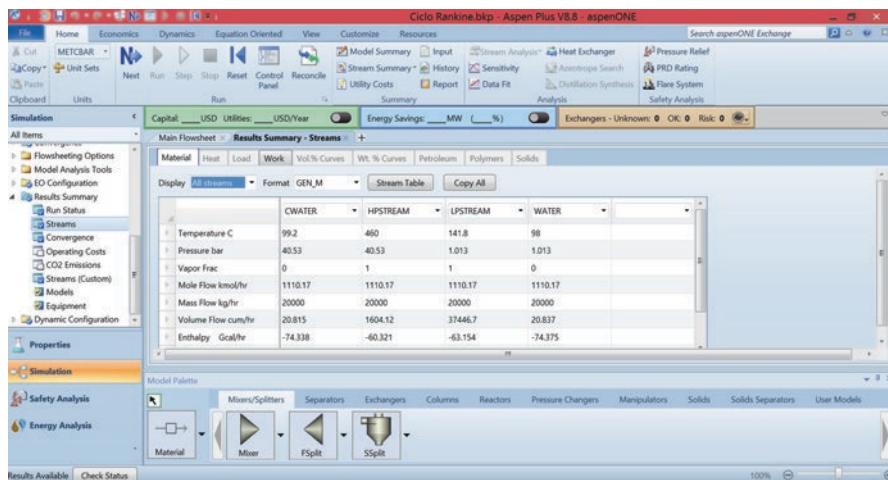 Ciclo Rankine.bkp - Aspen Plus V8.8 - aspenONE
File Home Economics Dynamics Equation Oriented View Customize Resources Search aspenONE Exchange
Cut METCBAR Model Summary Input Stream Analysis Heat Exchanger Pressure Relief
Copy Unit Sets Next Run Step Stop Reset Control Panel Reconcile Stream Summary History Sensitivity Azeotrope Search PRD Rating
Paste Utility Costs Report Data Fit Distillation Synthesis Flare System
Clipboard Units Run Summary Analysis Safety Analysis
Simulation Capital: ____ USD Utilities: ____ USD/Year Energy Savings: ____ MW ( ____ %) Exchangers - Unknown: 0 OK: 0 Risk: 0
All Items Main Flowsheet Results Summary - Streams +
Convergence
Flowsheeting Options
Model Analysis Tools
EO Configuration
Results Summary
Run Status
Streams
Convergence
Operating Costs
CO2 Emissions
Streams (Custom)
Models
Equipment
Dynamic Configuration
Properties
Simulation
Safety Analysis
Energy Analysis
Material Heat Load Work Vol.% Curves Wt. % Curves Petroleum Polymers Solids
Display All streams Format GEN_M Stream Table Copy All
CWATER HPSTREAM LPSTREAM WATER
Temperature C 99.2 460 141.8 98
Pressure bar 40.53 40.53 1.013 1.013
Vapor Frac 0 1 1 0
Mole Flow kmol/hr 1110.17 1110.17 1110.17 1110.17
Mass Flow kg/hr 20000 20000 20000 20000
Volume Flow cum/hr 20.815 1604.12 37446.7 20.837
Enthalpy Gcal/hr -74.338 -60.321 -63.154 -74.375
Model Palette
Mixers/Splitters Separators Exchangers Columns Reactors Pressure Changers Manipulators Solids Solids Separators User Models
Material Mixer FSplit SSplit
Results Available Check Status 100%